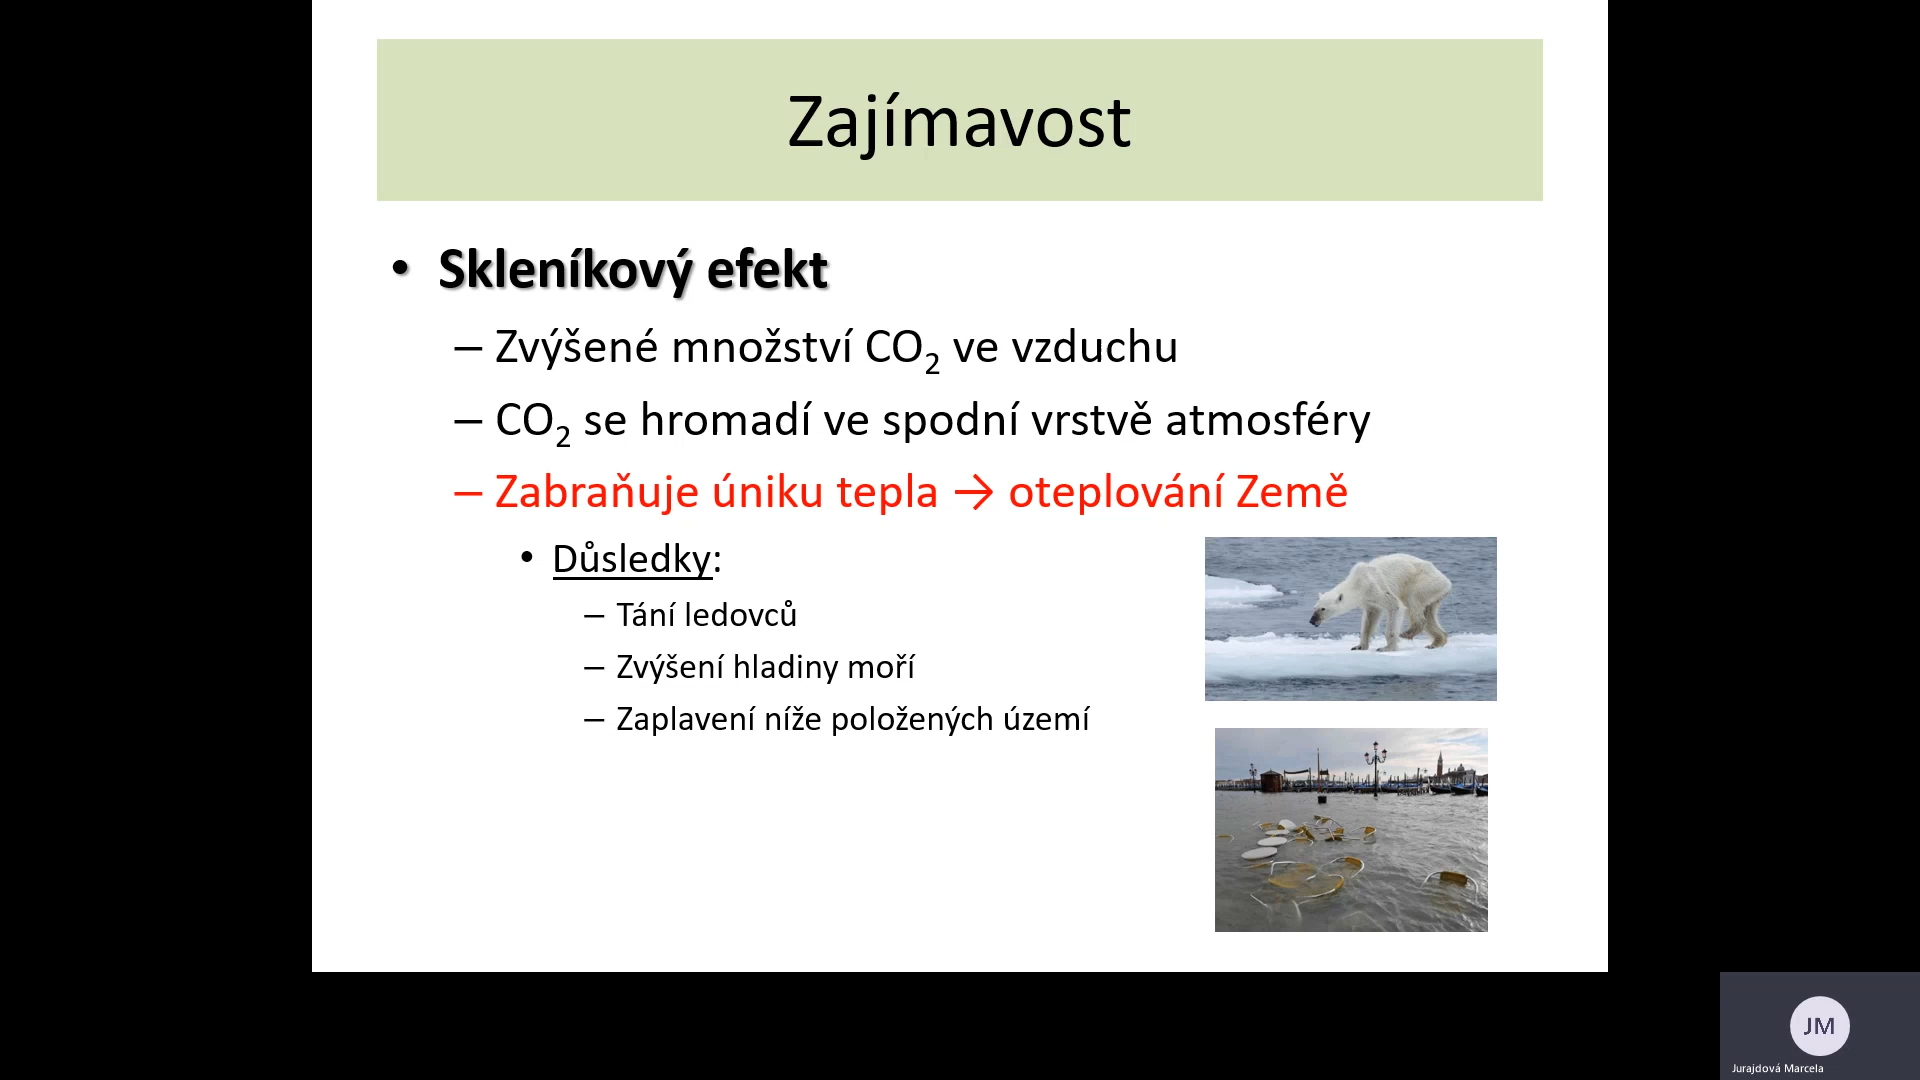 Zajímavost
• Skleníkový efekt
– Zvýšené množství CO₂ ve vzduchu
– CO₂ se hromadí ve spodní vrstvě atmosféry
– Zabraňuje úniku tepla → oteplování Země
• Důsledky:
– Tání ledovců
– Zvýšení hladiny moří
– Zaplavení níže položených území
JM
Jurajdová Marcela